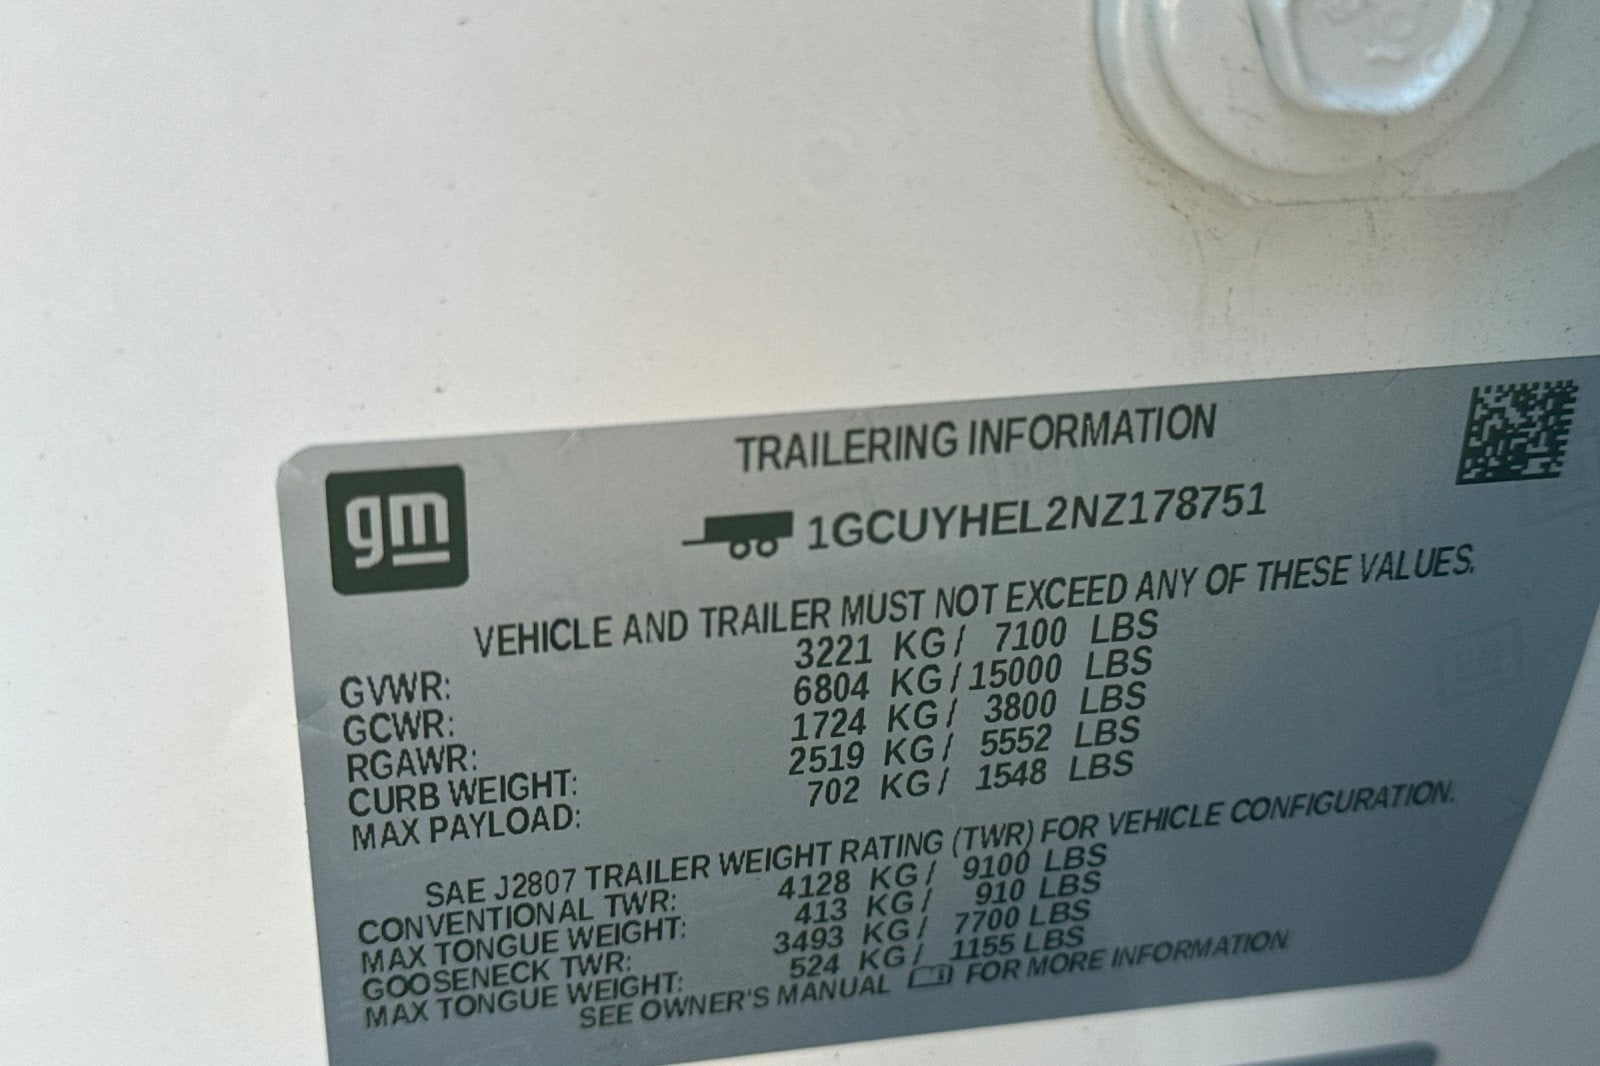 gm
TRAILERING INFORMATION
1GCUYHEL2NZ178751
VEHICLE AND TRAILER MUST NOT EXCEED ANY OF THESE VALUES.
GVWR: 3221 KG / 7100 LBS
GCWR: 6804 KG / 15000 LBS
RGAWR: 1724 KG / 3800 LBS
CURB WEIGHT: 2519 KG / 5552 LBS
MAX PAYLOAD: 702 KG / 1548 LBS
SAE J2807 TRAILER WEIGHT RATING (TWR) FOR VEHICLE CONFIGURATION.
CONVENTIONAL TWR: 4128 KG / 9100 LBS
MAX TONGUE WEIGHT: 413 KG / 910 LBS
GOOSENECK TWR: 3493 KG / 7700 LBS
MAX TONGUE WEIGHT: 524 KG / 1155 LBS
SEE OWNER'S MANUAL FOR MORE INFORMATION